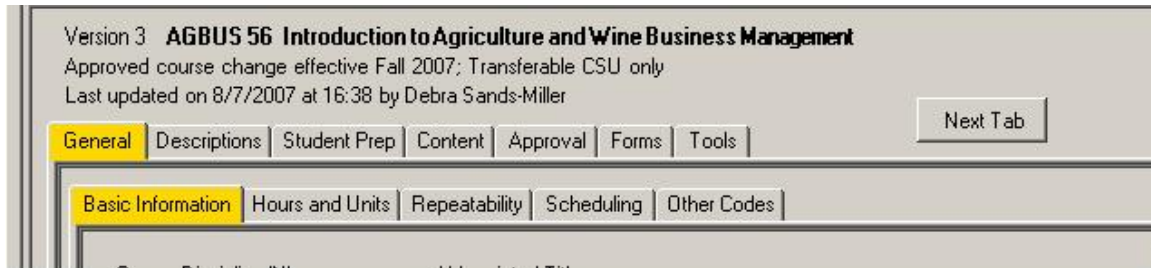 Version 3 AGBUS 56 Introduction to Agriculture and Wine Business Management
Approved course change effective Fall 2007; Transferable CSU only
Last updated on 8/7/2007 at 16:38 by Debra Sands-Miller
Next Tab
General Descriptions Student Prep Content Approval Forms Tools
Basic Information Hours and Units Repeatability Scheduling Other Codes